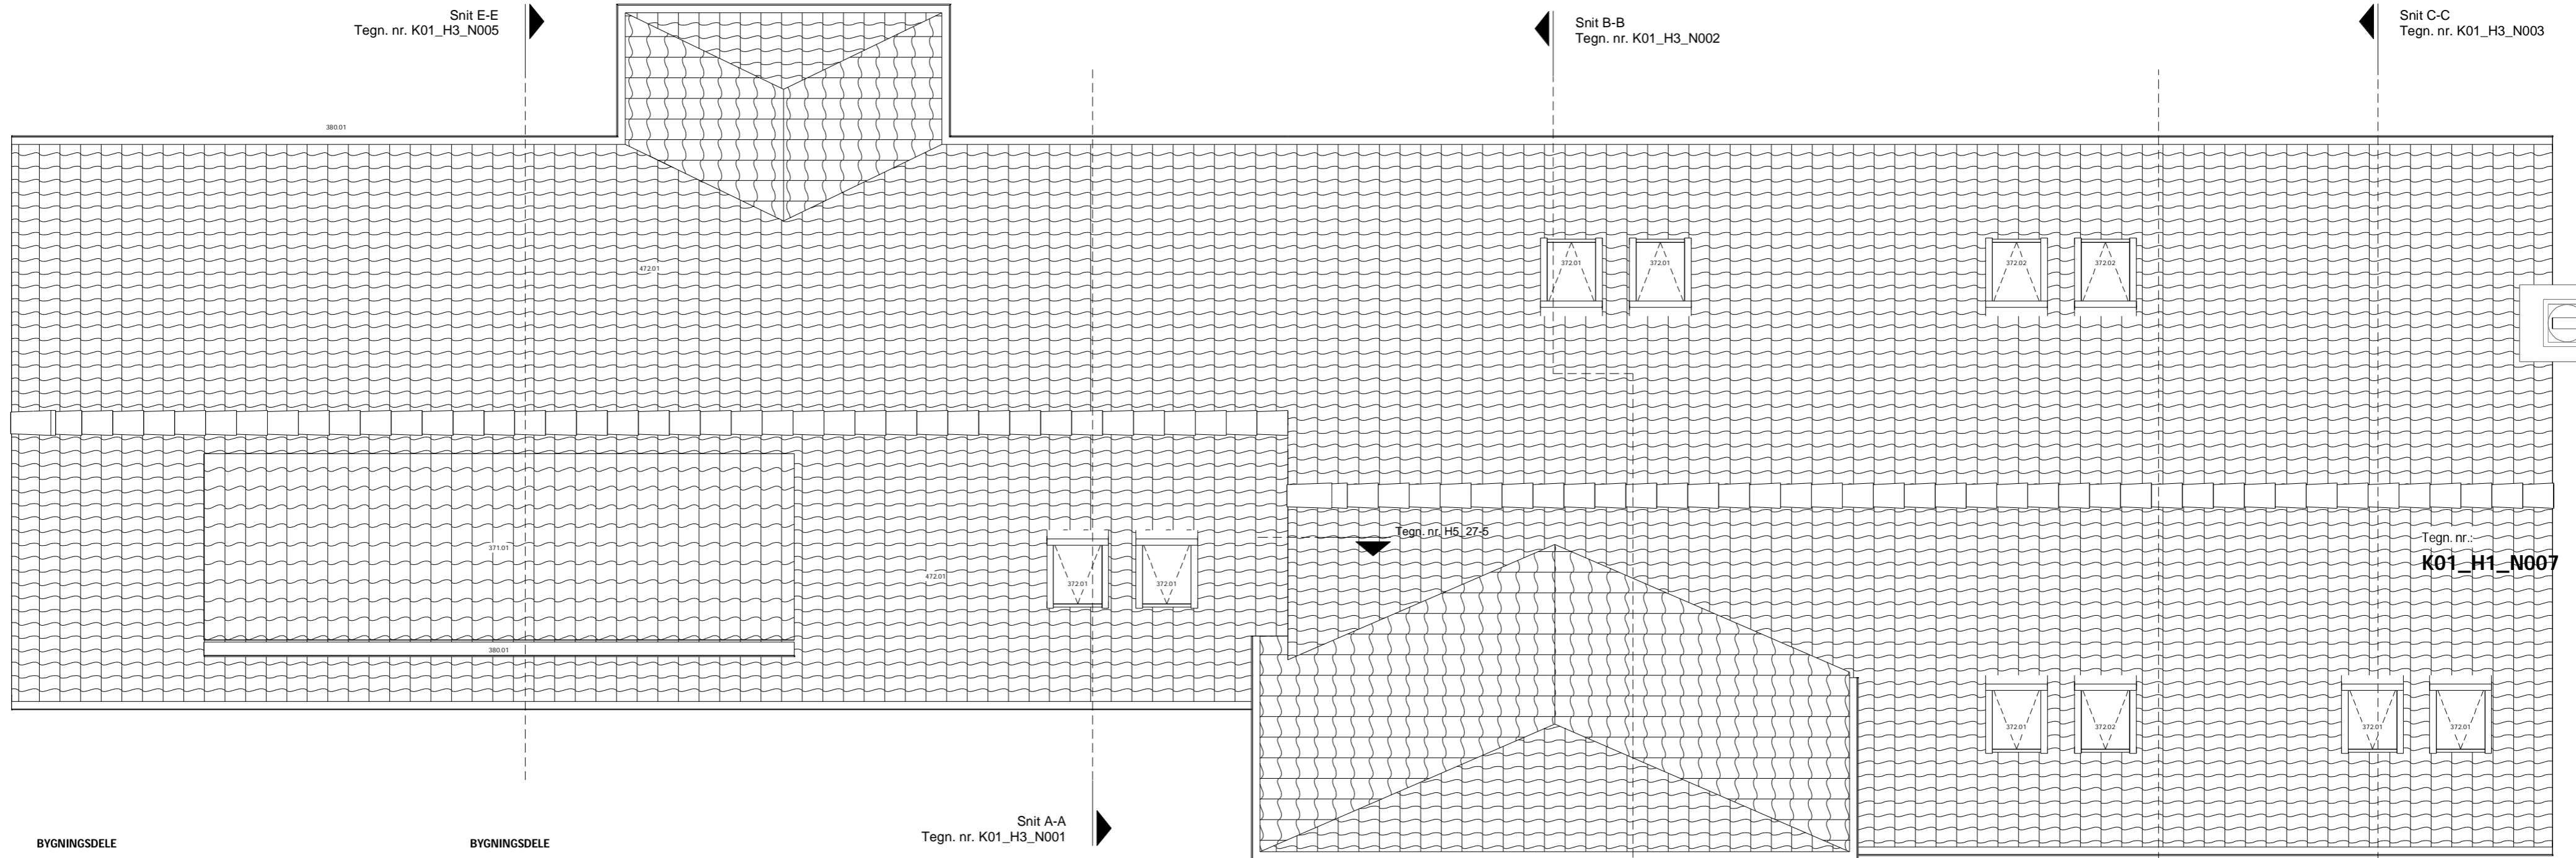 Snit E-E
Tegn. nr. K01_H3_N005
Snit B-B
Tegn. nr. K01_H3_N002
Snit C-C
Tegn. nr. K01_H3_N003
380.01
472.01
372.01
372.01
372.02
372.02
Tegn. nr. H5_27-5
Tegn. nr.:
K01_H1_N007
371.01
472.01
372.01
372.01
380.01
372.01
372.02
372.01
372.01
Snit A-A
Tegn. nr. K01_H3_N001
BYGNINGSDELE
BYGNINGSDELE